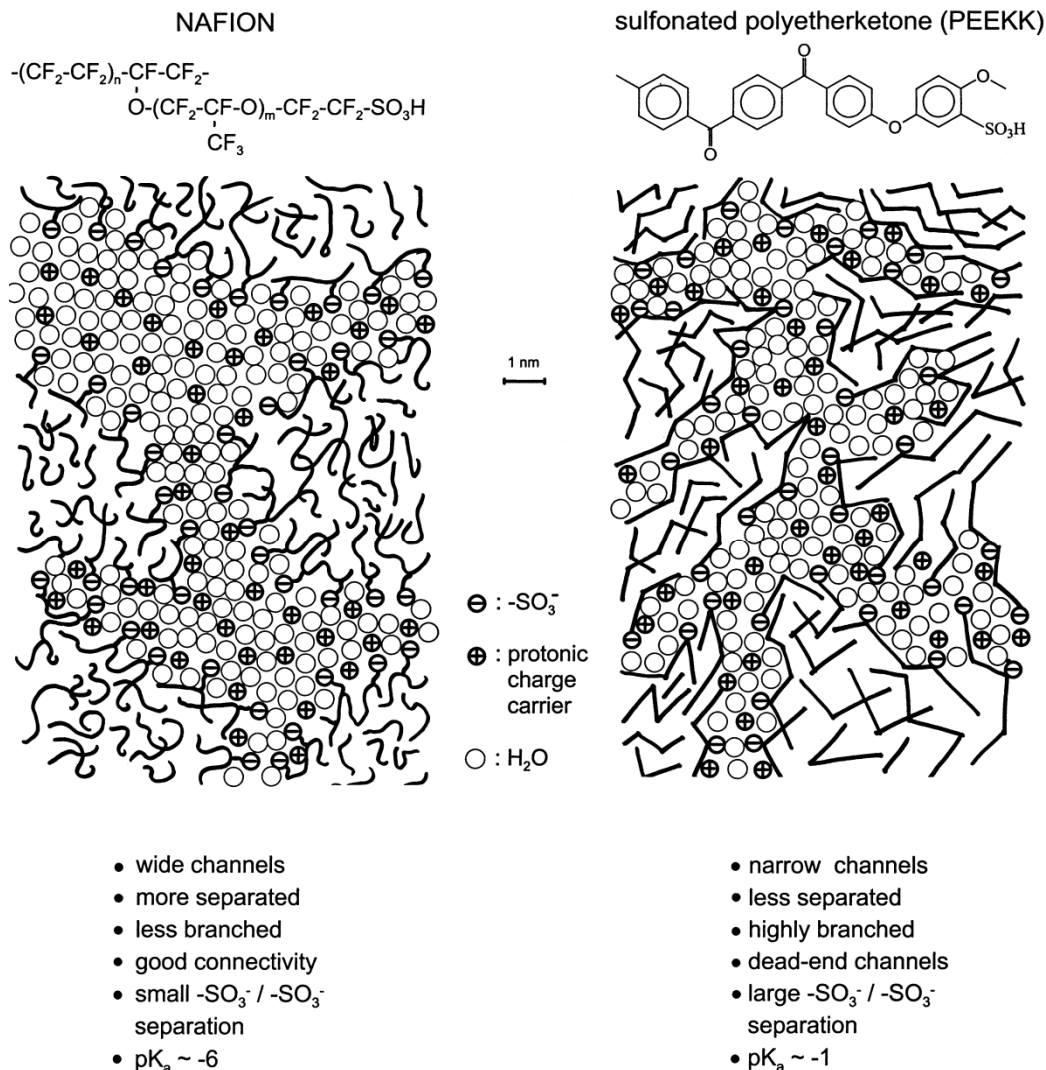 NAFION
-(CF₂-CF₂)ₙ-CF-CF₂-
O-(CF₂-CF-O)ₘ-CF₂-CF₂-SO₃H
CF₃
sulfonated polyetherketone (PEEKK)
O
O
O
O
SO₃H
1 nm
⊖ : -SO₃⁻
⊕ : protonic
charge
carrier
○ : H₂O
• wide channels
• more separated
• less branched
• good connectivity
• small -SO₃⁻ / -SO₃⁻
separation
• pKₐ ~ -6
• narrow channels
• less separated
• highly branched
• dead-end channels
• large -SO₃⁻ / -SO₃⁻
separation
• pKₐ ~ -1